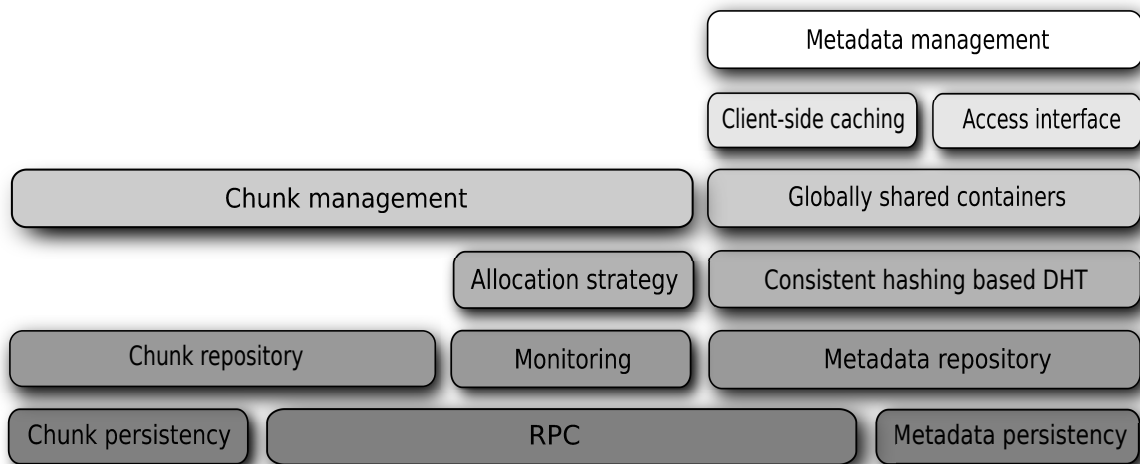 Metadata management
Client-side caching
Access interface
Chunk management
Globally shared containers
Allocation strategy
Consistent hashing based DHT
Chunk repository
Monitoring
Metadata repository
Chunk persistency
RPC
Metadata persistency